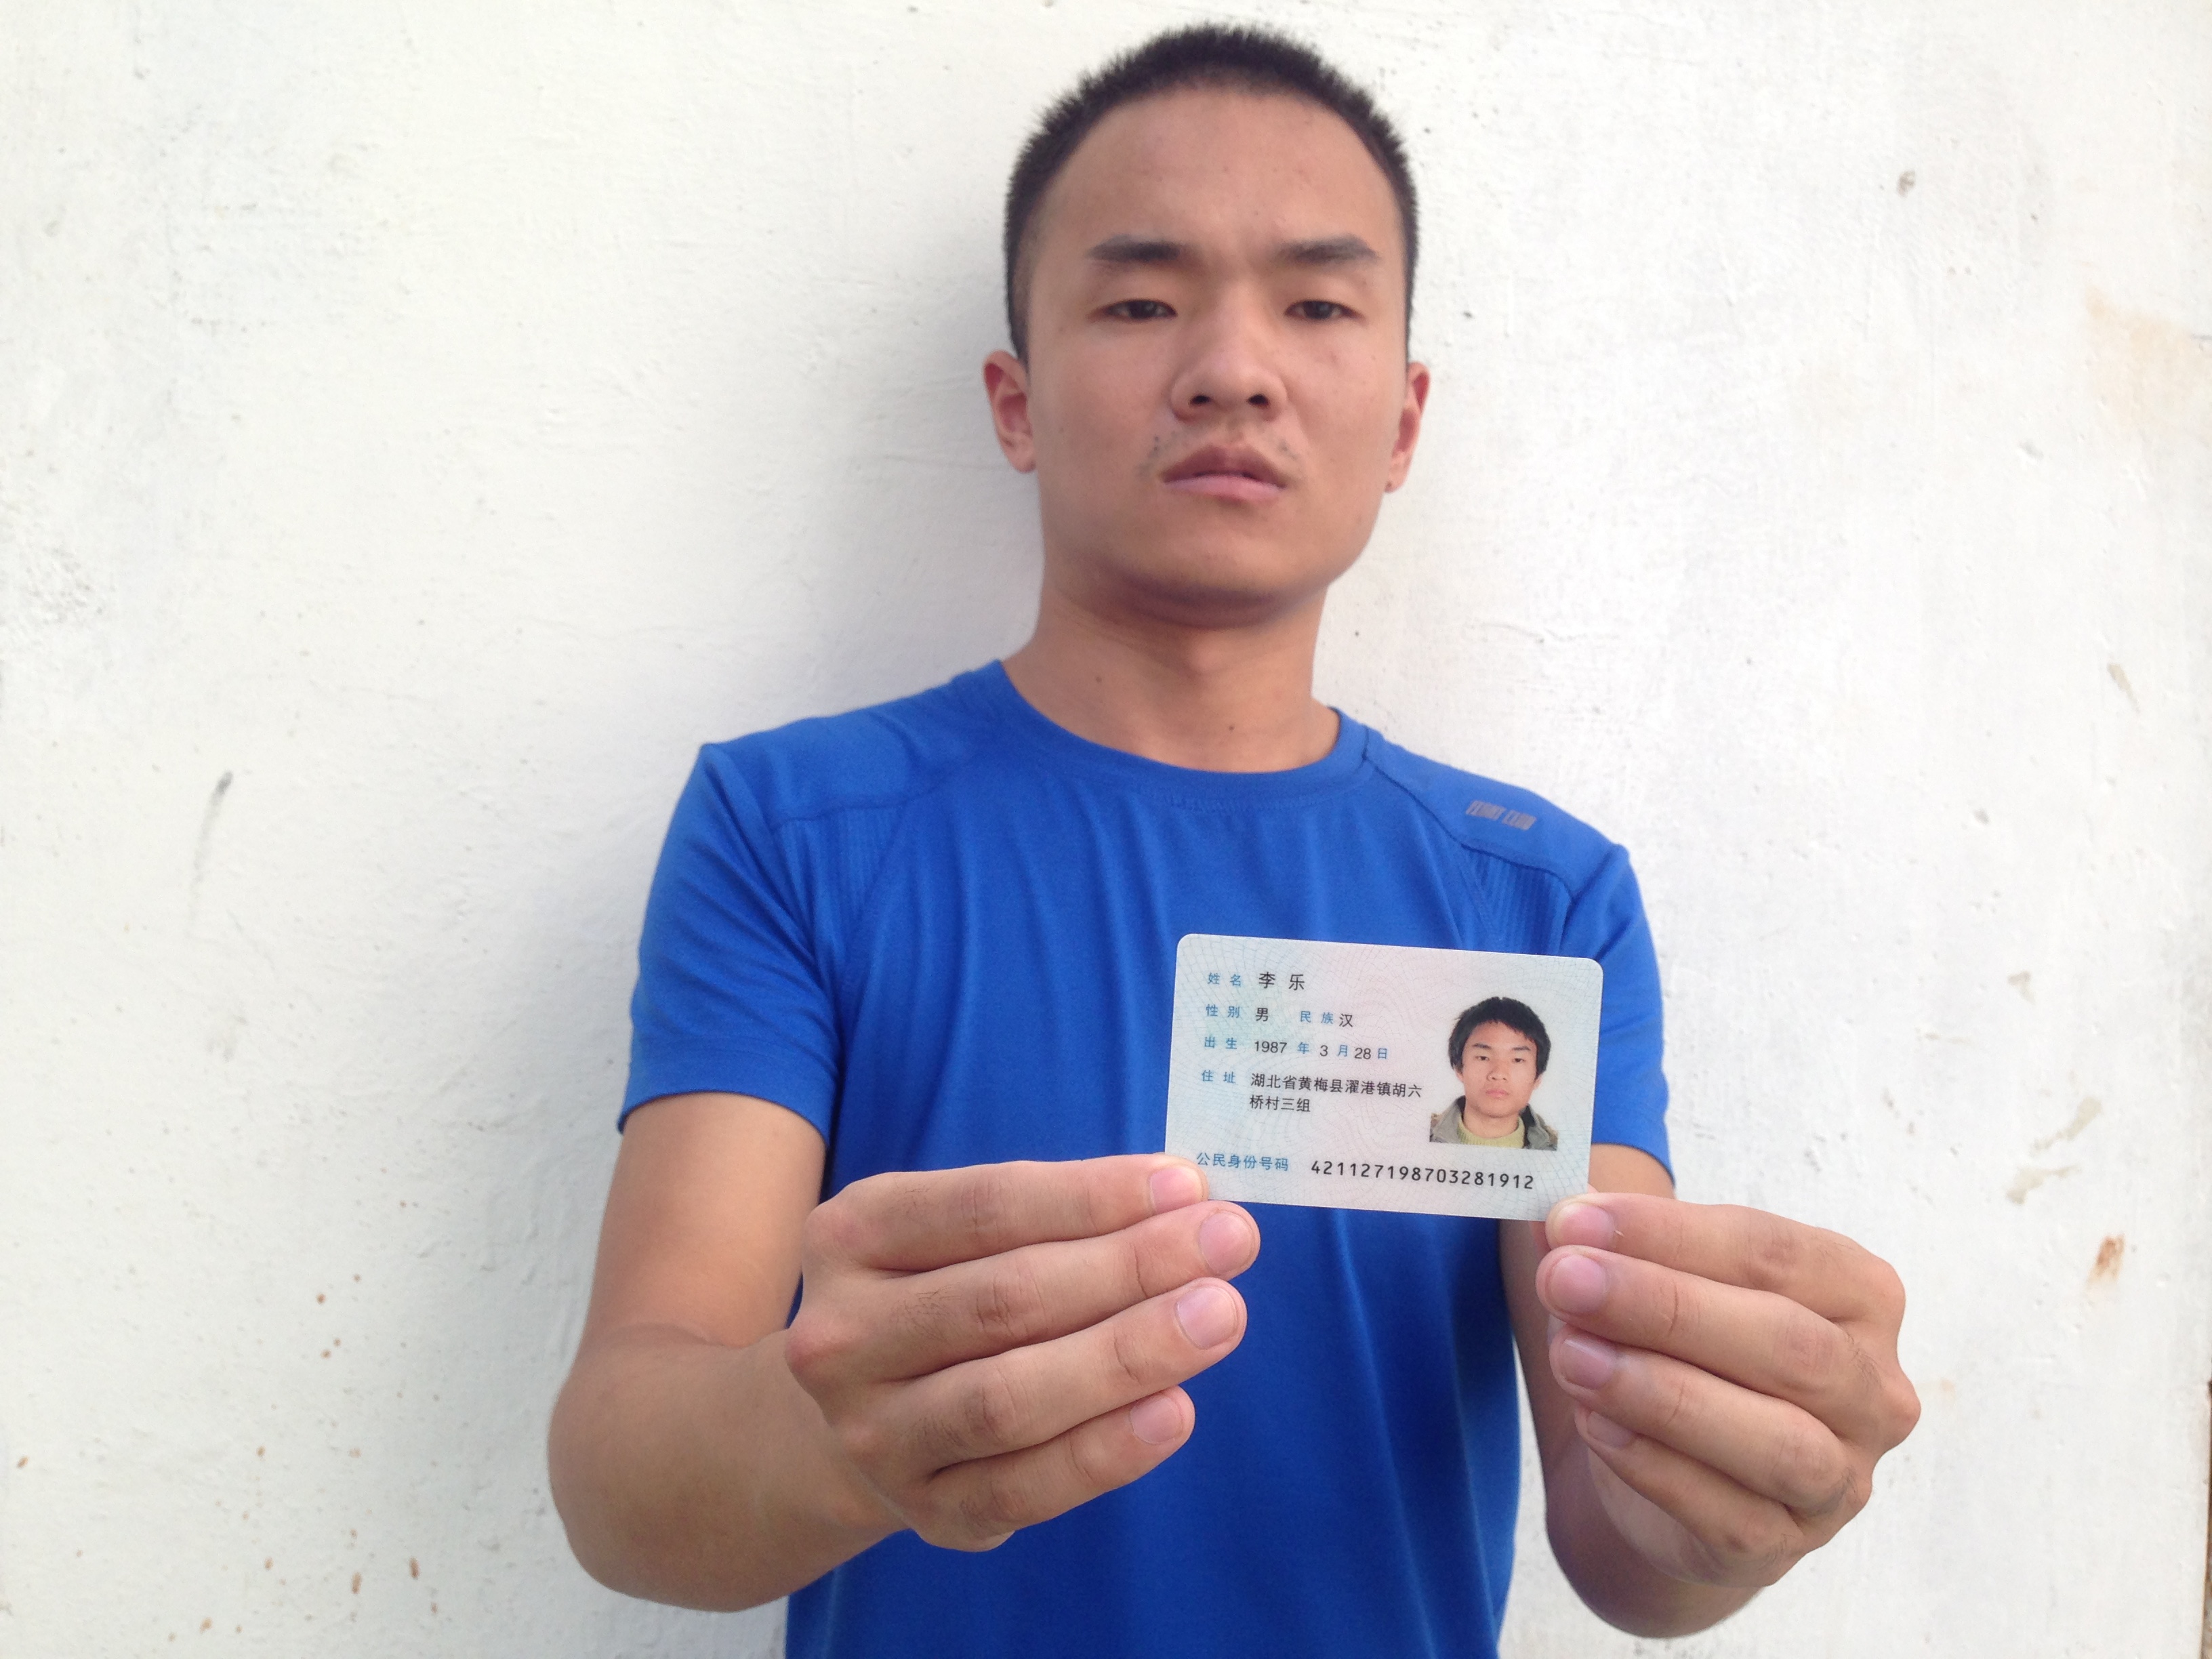 姓名 李乐
性别 男 民族 汉
出生 1987 年 3 月 28 日
住址 湖北省黄梅县濯港镇胡六
桥村三组
公民身份号码 421127198703281912